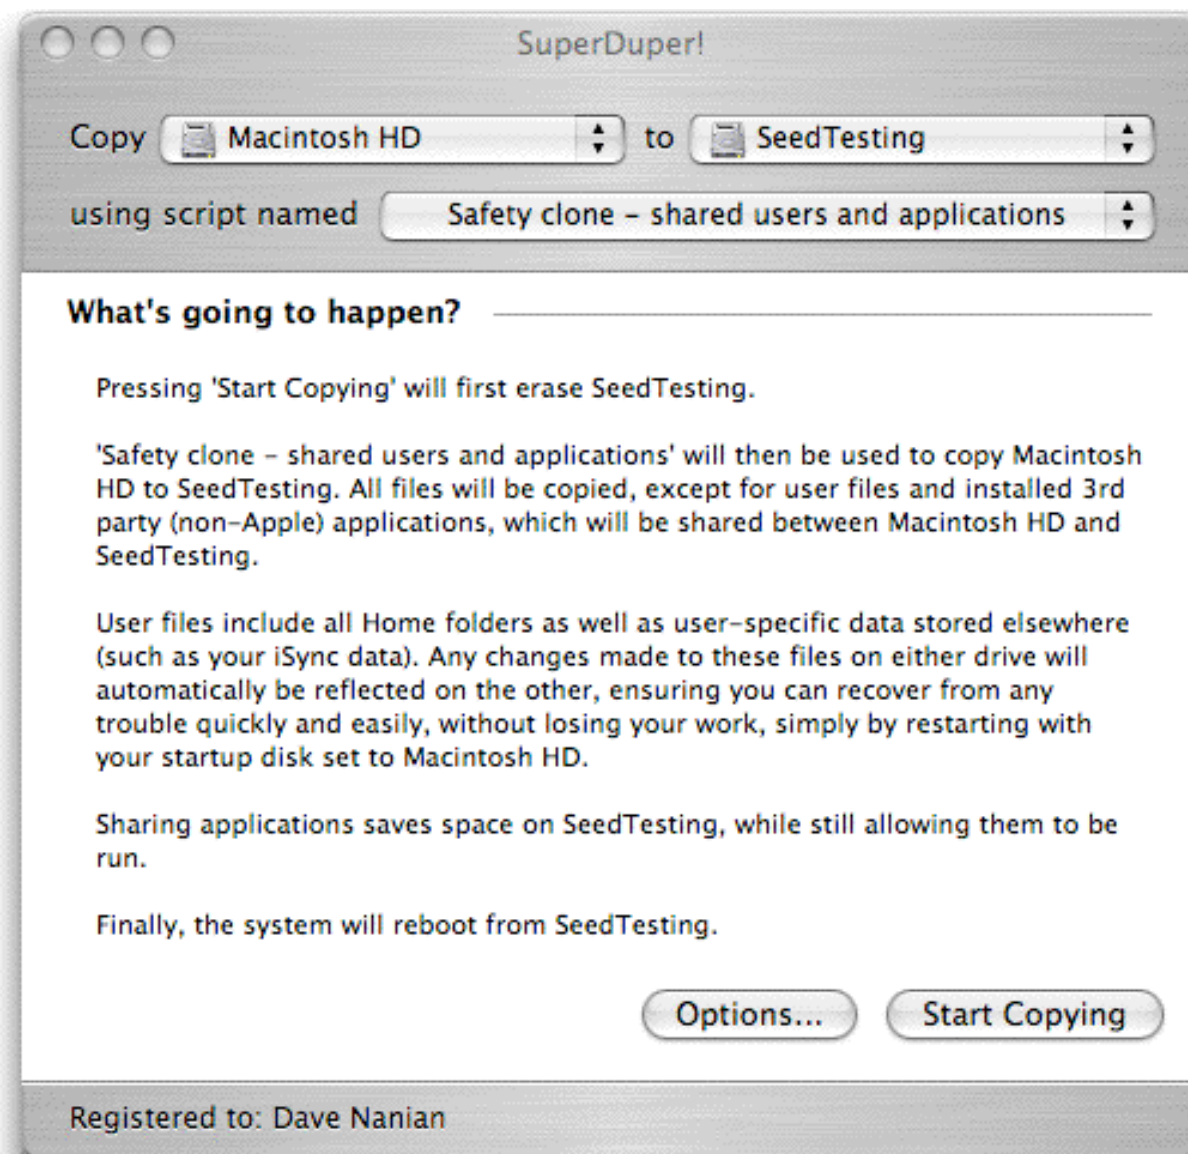 SuperDuper!
Copy Macintosh HD to SeedTesting
using script named Safety clone – shared users and applications
What's going to happen?
Pressing 'Start Copying' will first erase SeedTesting.
'Safety clone – shared users and applications' will then be used to copy Macintosh
HD to SeedTesting. All files will be copied, except for user files and installed 3rd
party (non–Apple) applications, which will be shared between Macintosh HD and
SeedTesting.
User files include all Home folders as well as user–specific data stored elsewhere
(such as your iSync data). Any changes made to these files on either drive will
automatically be reflected on the other, ensuring you can recover from any
trouble quickly and easily, without losing your work, simply by restarting with
your startup disk set to Macintosh HD.
Sharing applications saves space on SeedTesting, while still allowing them to be
run.
Finally, the system will reboot from SeedTesting.
Options... Start Copying
Registered to: Dave Nanian